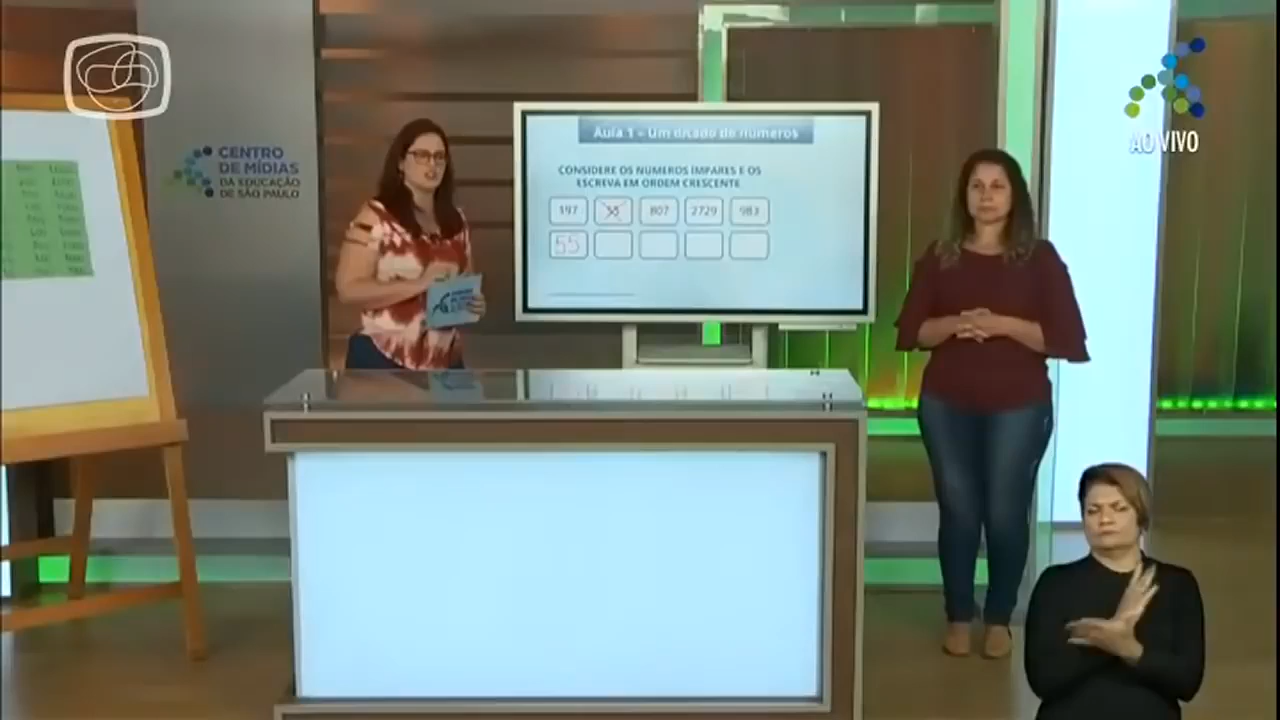 CENTRO
DE MÍDIAS
DA EDUCAÇÃO
DE SÃO PAULO
Aula 1 – Um ditado de números
CONSIDERE OS NÚMEROS ÍMPARES E OS
ESCREVA EM ORDEM CRESCENTE
197 55 807 2729 983
55
AO VIVO